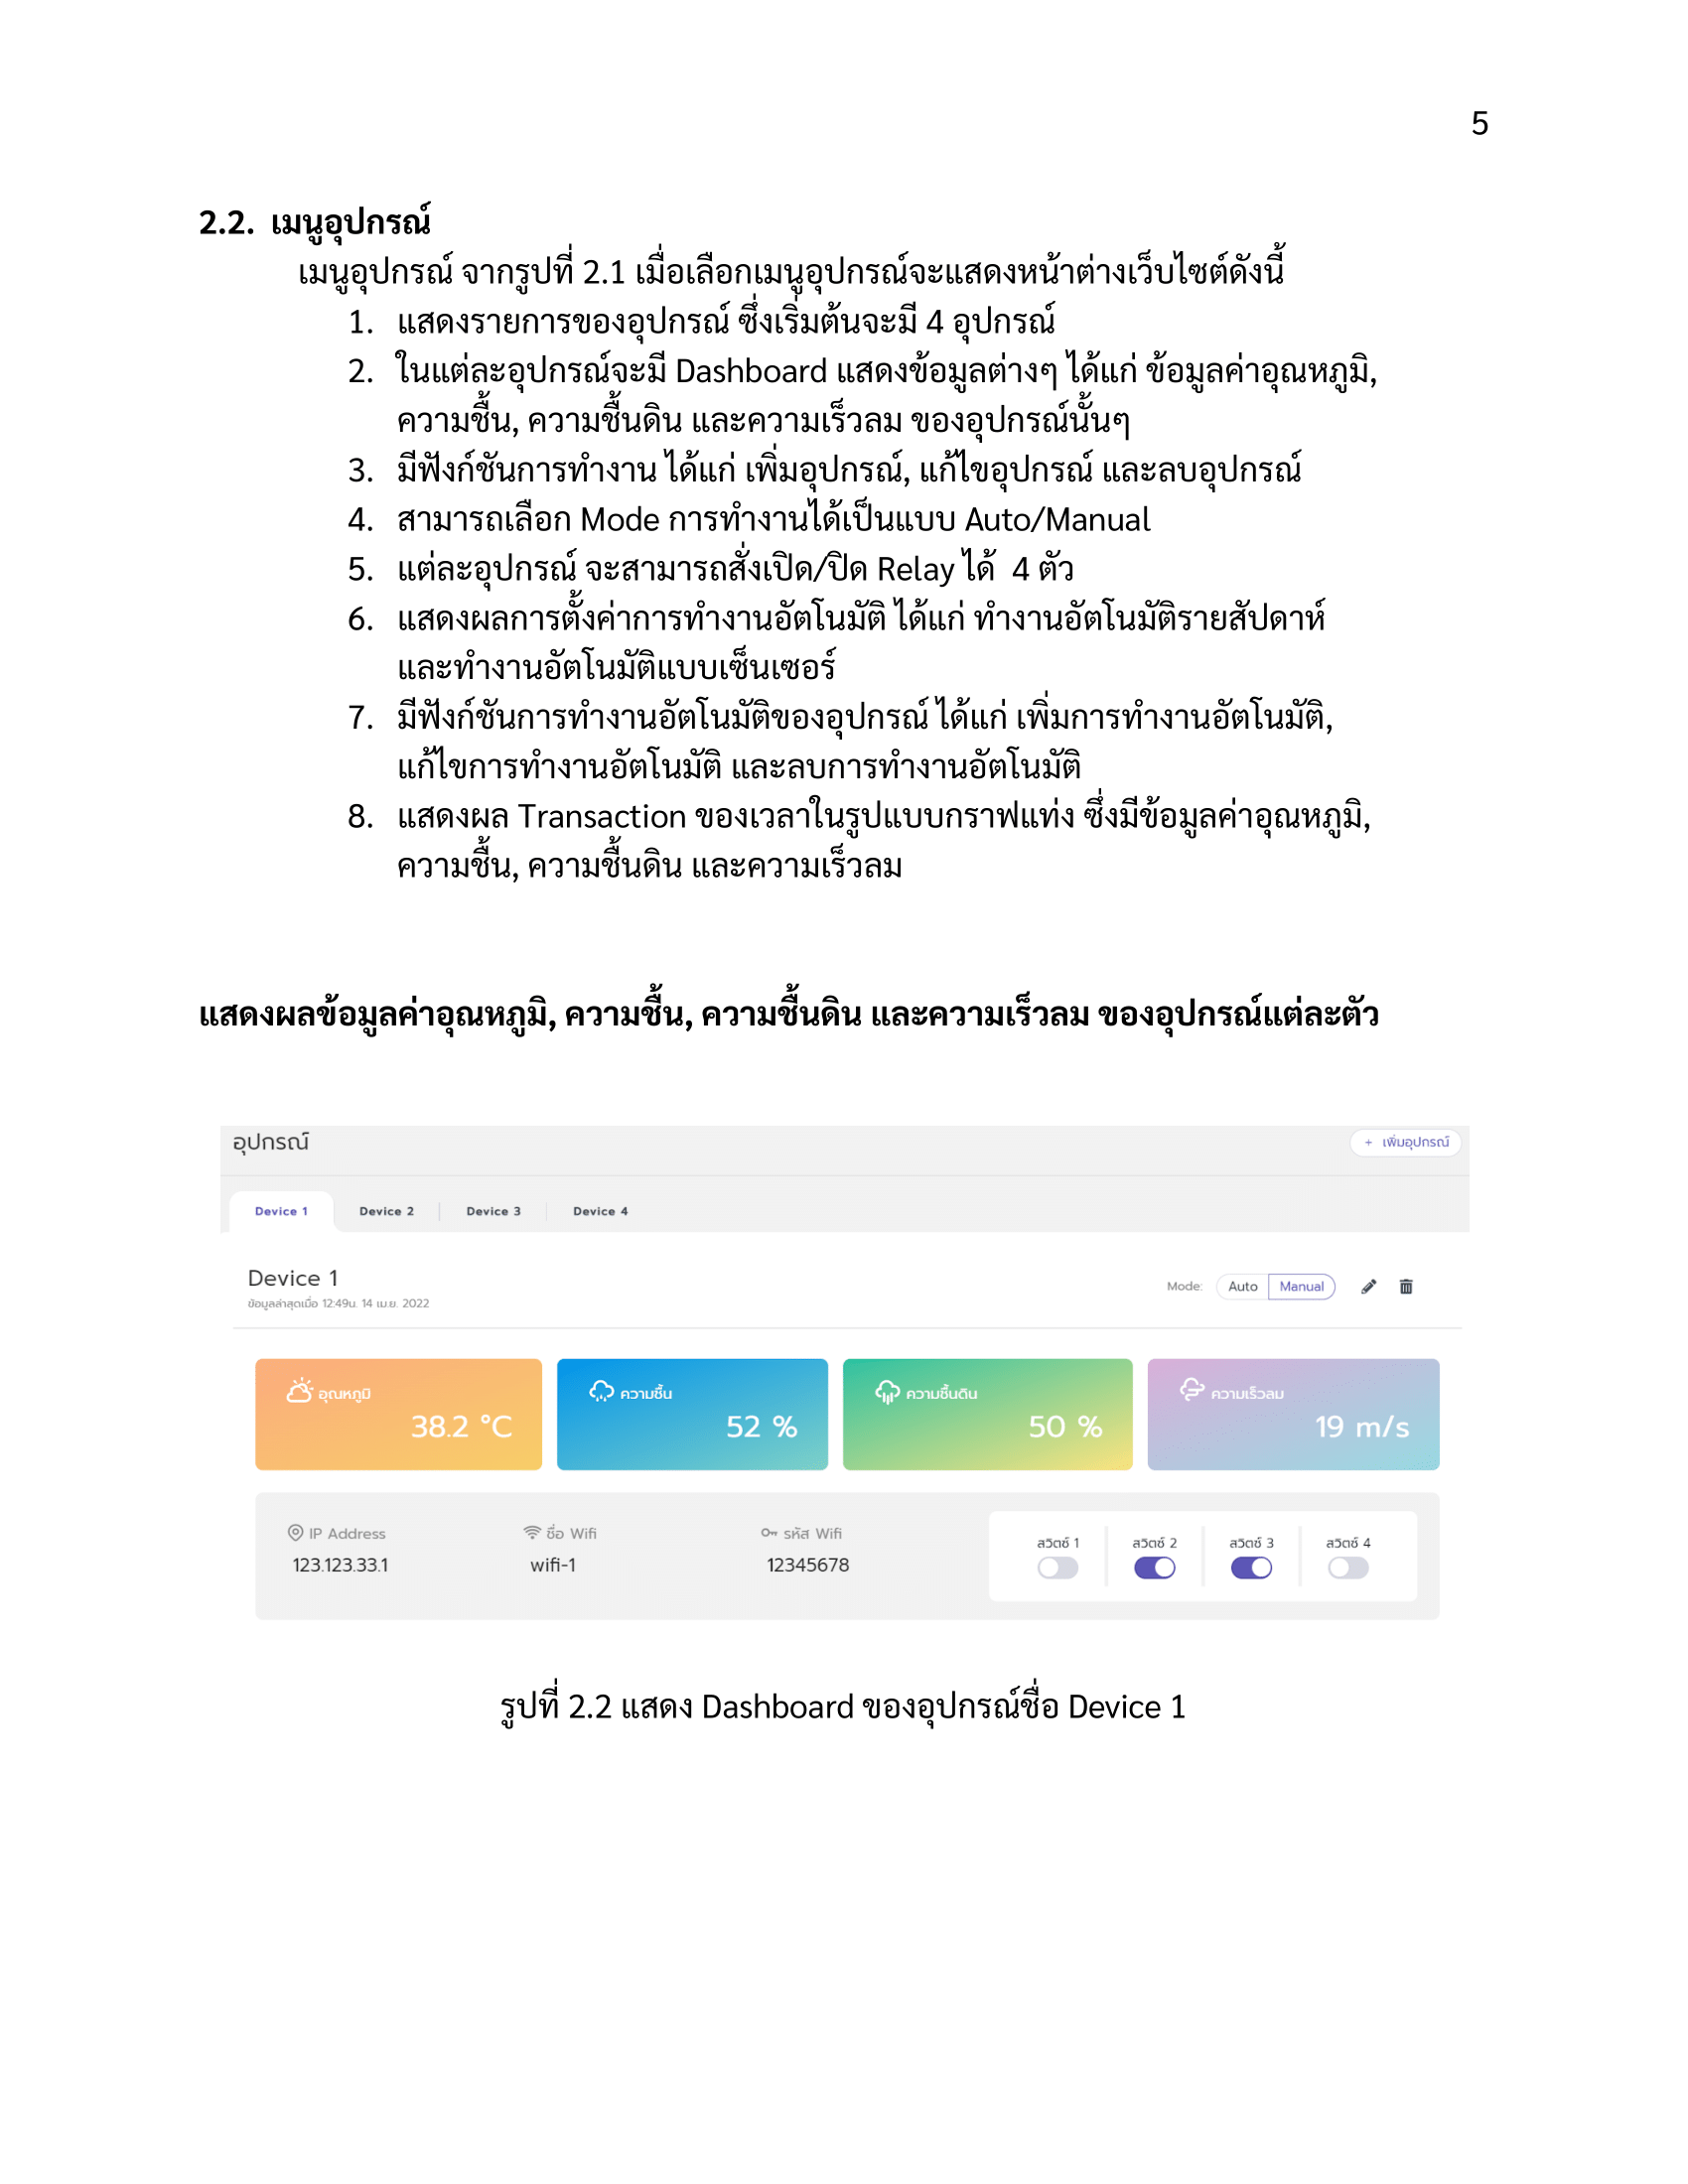 5
2.2. เมนูอุปกรณ์
เมนูอุปกรณ์ จากรูปที่ 2.1 เมื่อเลือกเมนูอุปกรณ์จะแสดงหน้าต่างเว็บไซต์ดังนี้
1. แสดงรายการของอุปกรณ์ ซึ่งเริ่มต้นจะมี 4 อุปกรณ์
2. ในแต่ละอุปกรณ์จะมี Dashboard แสดงข้อมูลต่างๆ ได้แก่ ข้อมูลค่าอุณหภูมิ,
ความชื้น, ความชื้นดิน และความเร็วลม ของอุปกรณ์นั้นๆ
3. มีฟังก์ชันการทำงาน ได้แก่ เพิ่มอุปกรณ์, แก้ไขอุปกรณ์ และลบอุปกรณ์
4. สามารถเลือก Mode การทำงานได้เป็นแบบ Auto/Manual
5. แต่ละอุปกรณ์ จะสามารถสั่งเปิด/ปิด Relay ได้ 4 ตัว
6. แสดงผลการตั้งค่าการทำงานอัตโนมัติ ได้แก่ ทำงานอัตโนมัติรายสัปดาห์
และทำงานอัตโนมัติแบบเซ็นเซอร์
7. มีฟังก์ชันการทำงานอัตโนมัติของอุปกรณ์ ได้แก่ เพิ่มการทำงานอัตโนมัติ,
แก้ไขการทำงานอัตโนมัติ และลบการทำงานอัตโนมัติ
8. แสดงผล Transaction ของเวลาในรูปแบบกราฟแท่ง ซึ่งมีข้อมูลค่าอุณหภูมิ,
ความชื้น, ความชื้นดิน และความเร็วลม
แสดงผลข้อมูลค่าอุณหภูมิ, ความชื้น, ความชื้นดิน และความเร็วลม ของอุปกรณ์แต่ละตัว
อุปกรณ์ + เพิ่มอุปกรณ์
Device 1 Device 2 Device 3 Device 4
Device 1
Mode: Auto Manual
ข้อมูลล่าสุดเมื่อ 12:49น. 14 เม.ย. 2022
อุณหภูมิ ความชื้น ความชื้นดิน ความเร็วลม
38.2 °C 52 % 50 % 19 m/s
IP Address ชื่อ Wifi รหัส Wifi สวิตช์ 1 สวิตช์ 2 สวิตช์ 3 สวิตช์ 4
123.123.33.1 wifi-1 12345678
รูปที่ 2.2 แสดง Dashboard ของอุปกรณ์ชื่อ Device 1